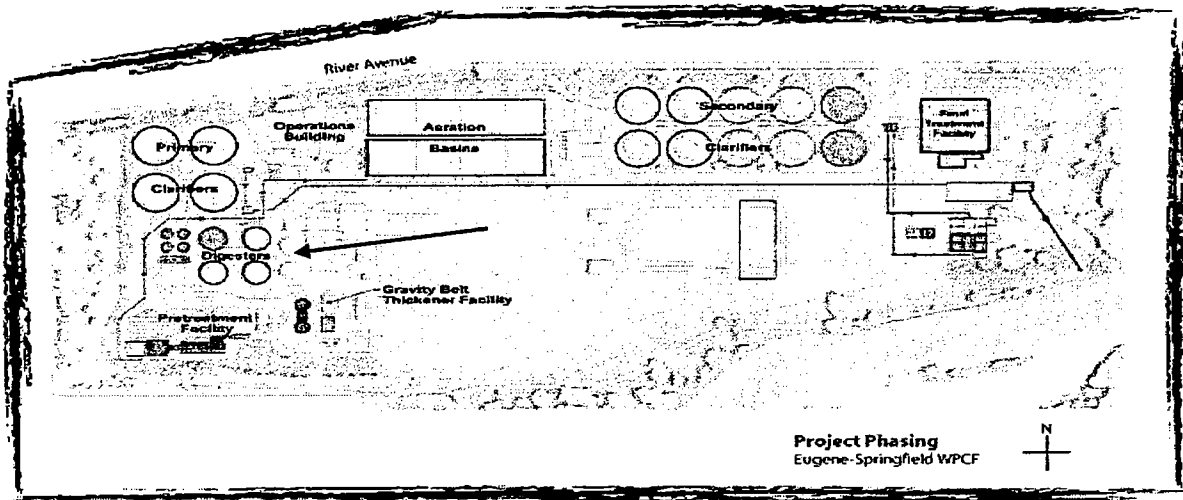 River Avenue
Operations
Building
Aeration
Basins
Secondary
Clarifiers
Final
Treatment
Facility
Primary
Clarifiers
Digesters
Gravity Belt
Thickener Facility
Pretreatment
Facility
Project Phasing
Eugene-Springfield WPCF
N